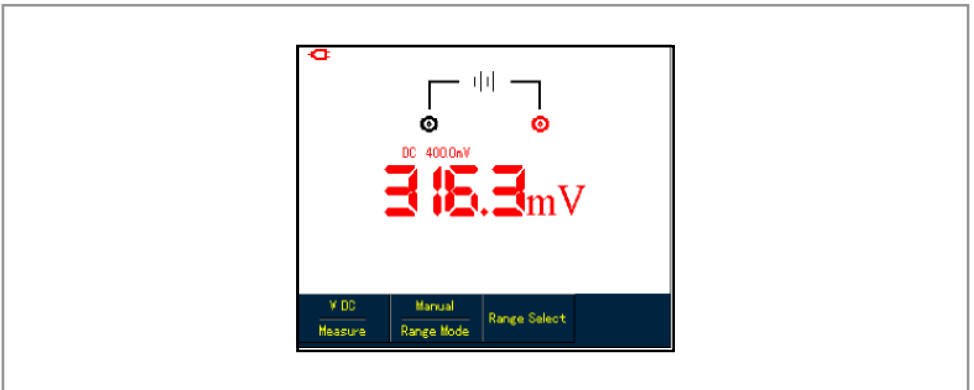 DC 400.0mV
316.3mV
V DC Manual
Range Select
Measure Range Mode